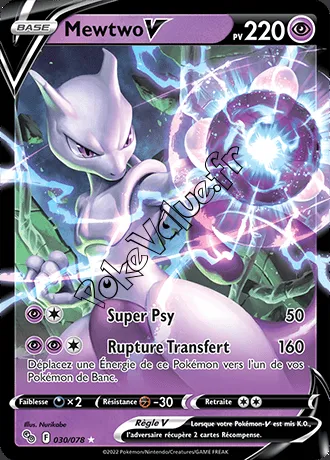 BASE
Mewtwo V
PV 220
PokeValue.fr
Super Psy 50
Rupture Transfert 160
Déplacez une Énergie de ce Pokémon vers l'un de vos
Pokémon de Banc.
Faiblesse ×2 Résistance -30 Retraite
Illus. Nurikabe
Règle V Lorsque votre Pokémon-V est mis K.O.,
l'adversaire récupère 2 cartes Récompense.
F 030/078 ★
©2022 Pokémon/Nintendo/Creatures/GAME FREAK